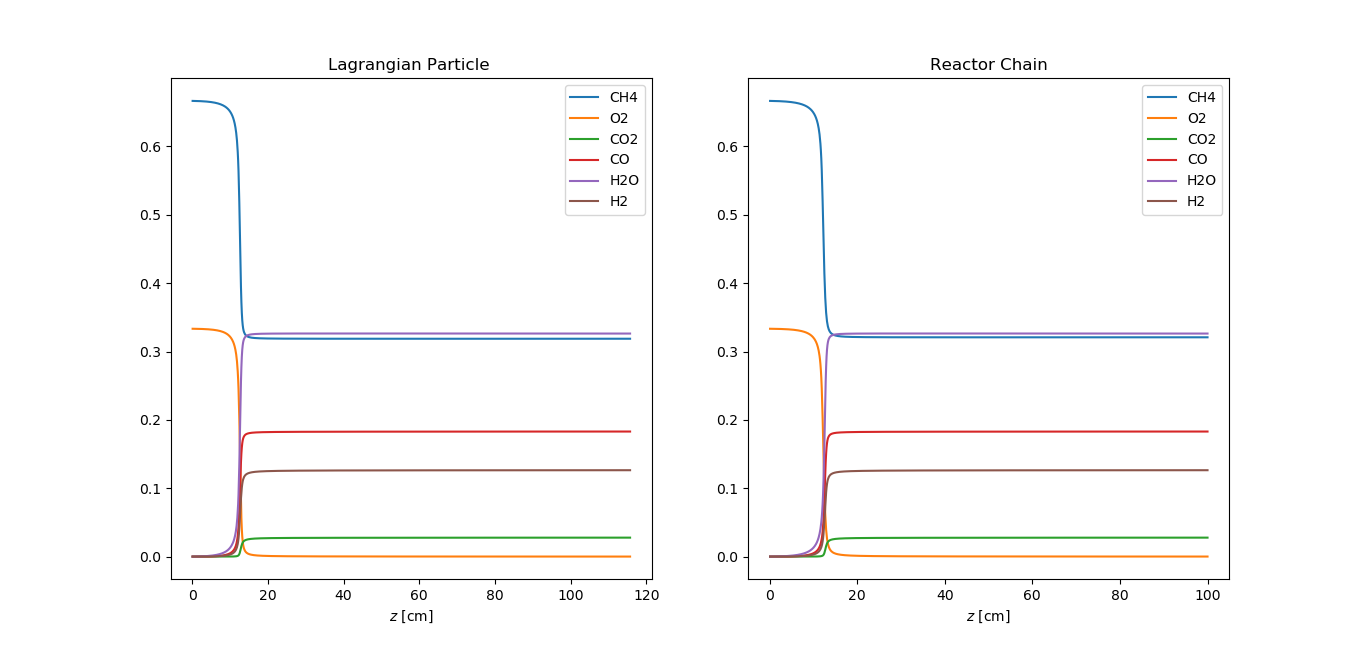 Lagrangian Particle
CH4
O2
CO2
CO
H2O
H2
0.6
0.5
0.4
0.3
0.2
0.1
0.0
0 20 40 60 80 100 120
z [cm]
Reactor Chain
CH4
O2
CO2
CO
H2O
H2
0.6
0.5
0.4
0.3
0.2
0.1
0.0
0 20 40 60 80 100
z [cm]